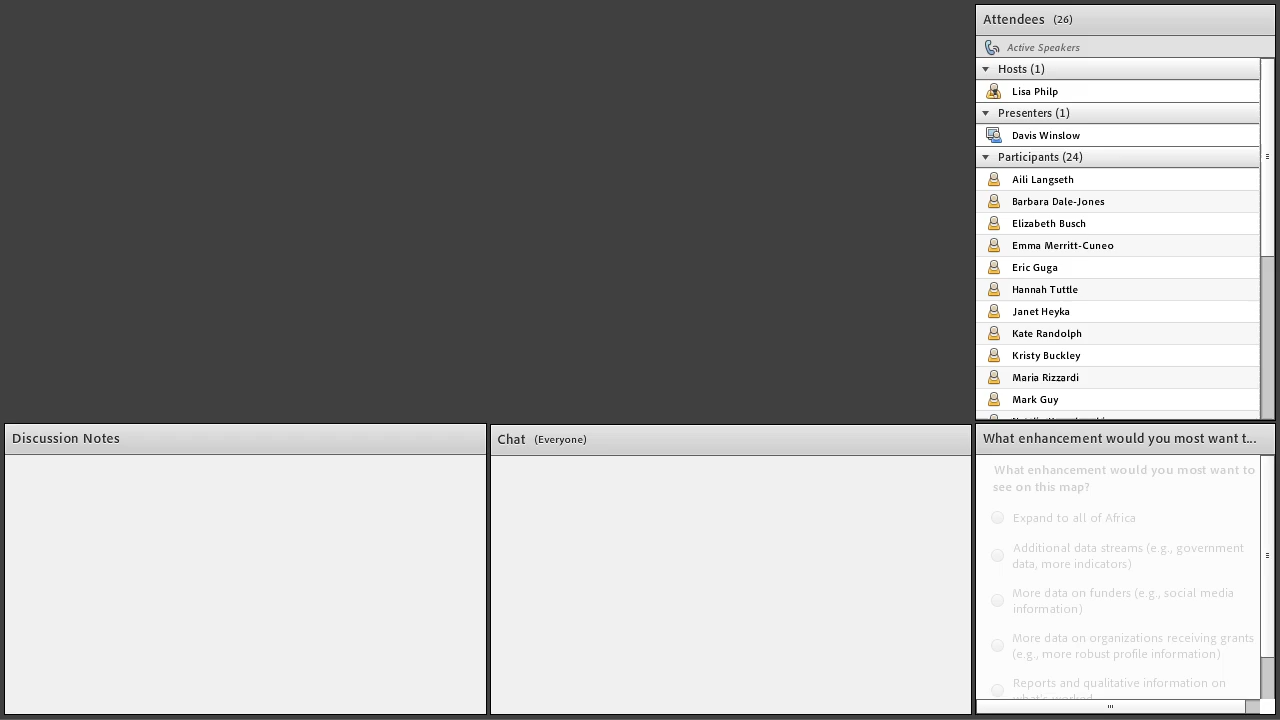 Attendees (26)
Active Speakers
Hosts (1)
Lisa Philp
Presenters (1)
Davis Winslow
Participants (24)
Aili Langseth
Barbara Dale-Jones
Elizabeth Busch
Emma Merritt-Cuneo
Eric Guga
Hannah Tuttle
Janet Heyka
Kate Randolph
Kristy Buckley
Maria Rizzardi
Mark Guy
Discussion Notes
Chat (Everyone)
What enhancement would you most want t...
What enhancement would you most want to
see on this map?
Expand to all of Africa
Additional data streams (e.g., government
data, more indicators)
More data on funders (e.g., social media
information)
More data on organizations receiving grants
(e.g., more robust profile information)
Reports and qualitative information on
what's worked